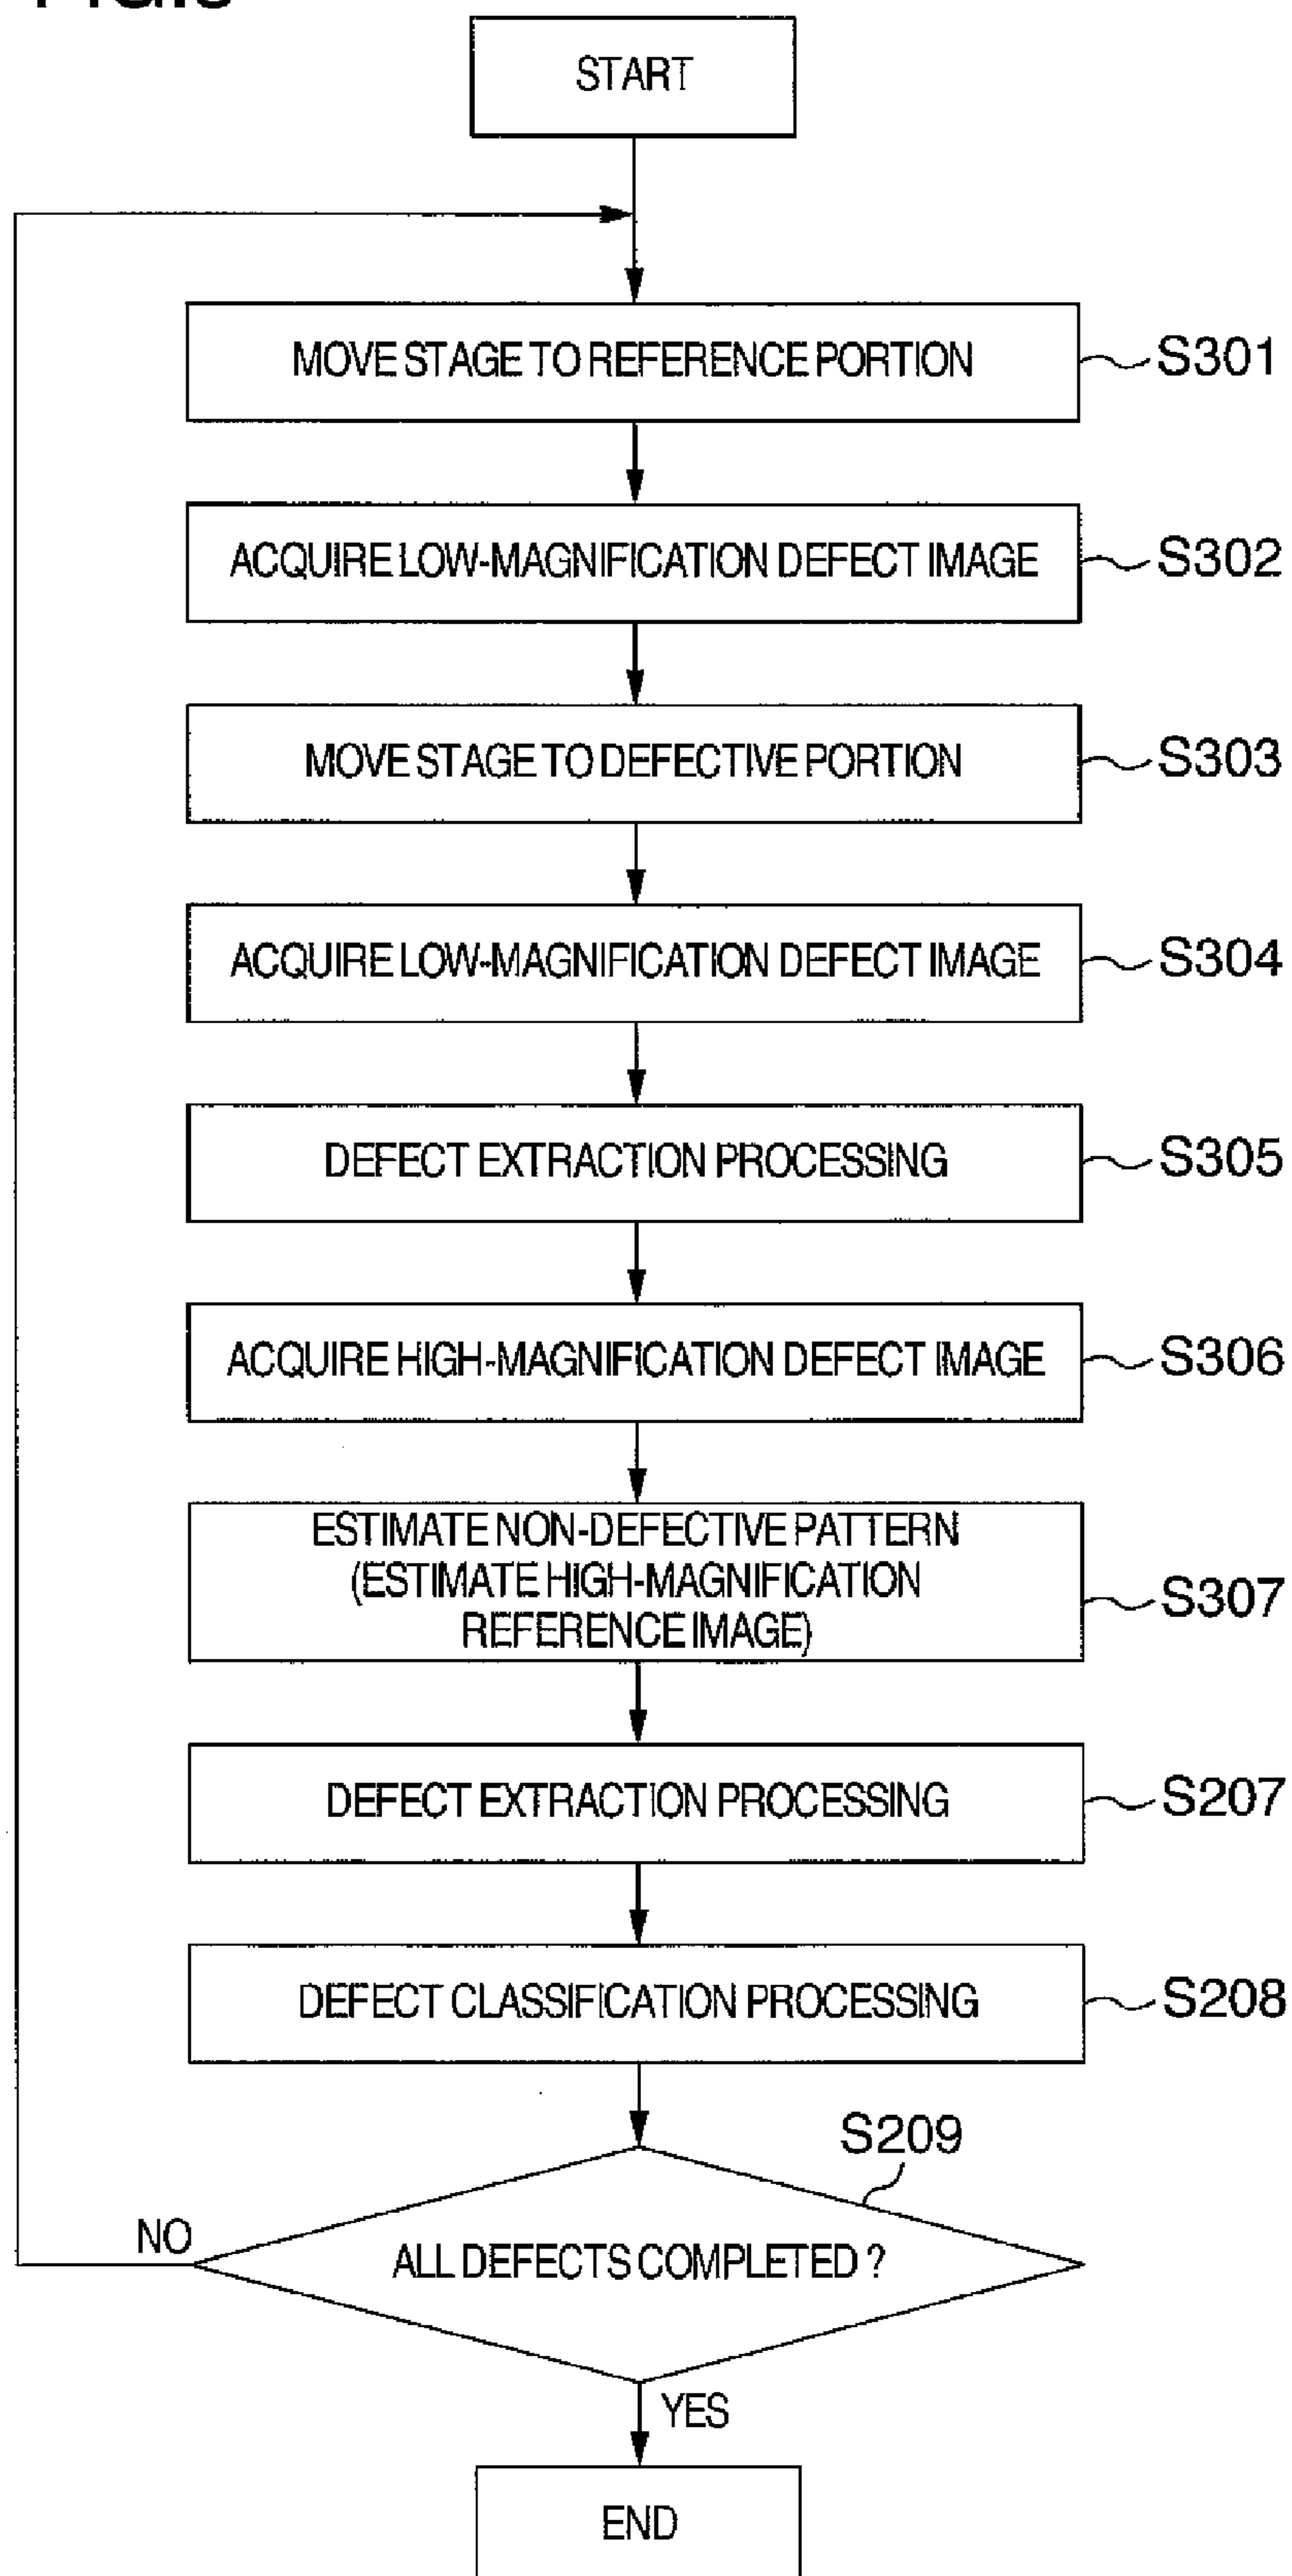 START
MOVE STAGE TO REFERENCE PORTION
S301
ACQUIRE LOW-MAGNIFICATION DEFECT IMAGE
S302
MOVE STAGE TO DEFECTIVE PORTION
S303
ACQUIRE LOW-MAGNIFICATION DEFECT IMAGE
S304
DEFECT EXTRACTION PROCESSING
S305
ACQUIRE HIGH-MAGNIFICATION DEFECT IMAGE
S306
ESTIMATE NON-DEFECTIVE PATTERN
(ESTIMATE HIGH-MAGNIFICATION
REFERENCE IMAGE)
S307
DEFECT EXTRACTION PROCESSING
S207
DEFECT CLASSIFICATION PROCESSING
S208
S209
NO
ALL DEFECTS COMPLETED ?
YES
END